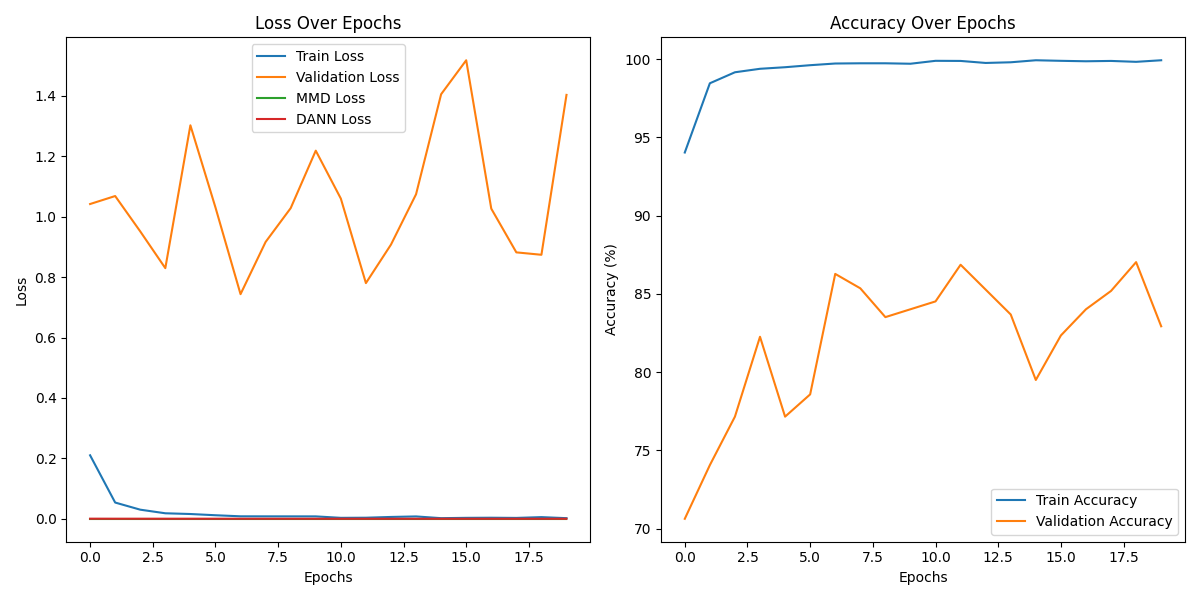 Loss Over Epochs
Train Loss
Validation Loss
MMD Loss
DANN Loss
1.4
1.2
1.0
0.8
0.6
0.4
0.2
0.0
Loss
0.0 2.5 5.0 7.5 10.0 12.5 15.0 17.5
Epochs
Accuracy Over Epochs
100
95
90
85
80
75
70
Accuracy (%)
Train Accuracy
Validation Accuracy
0.0 2.5 5.0 7.5 10.0 12.5 15.0 17.5
Epochs